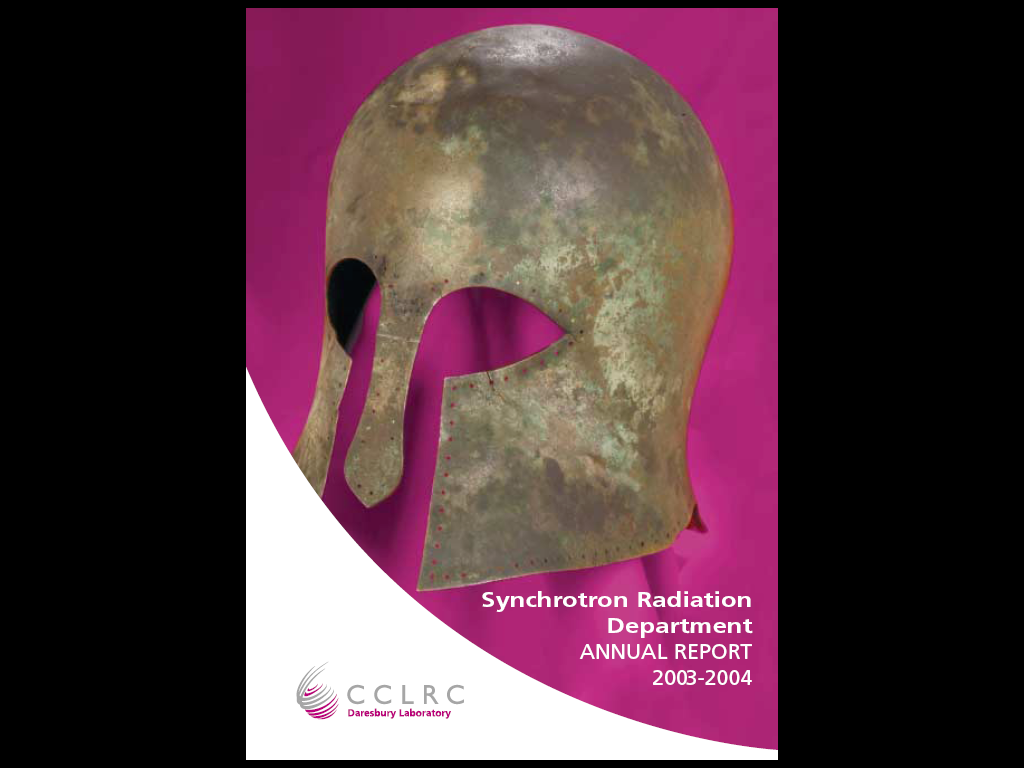 Synchrotron Radiation
Department
ANNUAL REPORT
2003-2004
CCLRC
Daresbury Laboratory